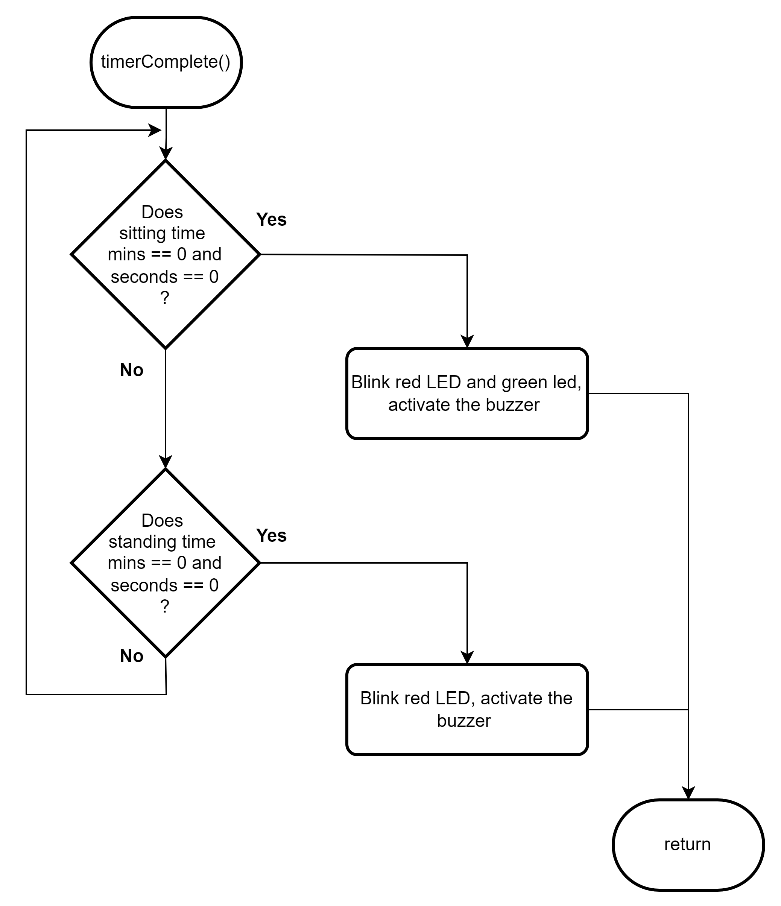 timerComplete()
Does
sitting time
mins == 0 and
seconds == 0
?
Yes
No
Blink red LED and green led,
activate the buzzer
Does
standing time
mins == 0 and
seconds == 0
?
Yes
No
Blink red LED, activate the
buzzer
return